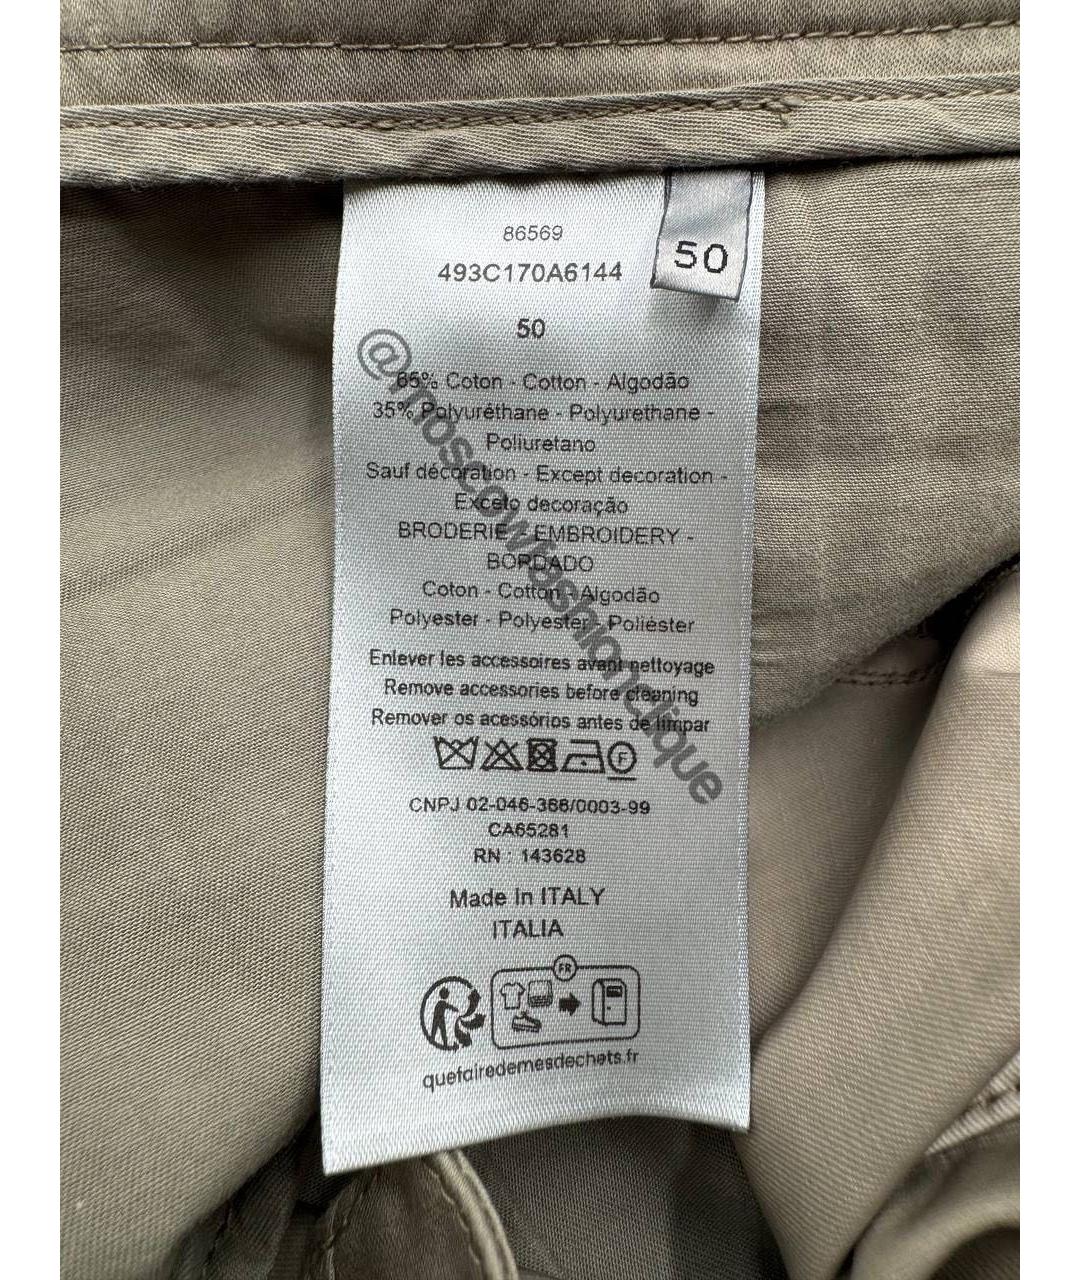 86569
493C170A6144
50
50
65% Coton - Cotton - Algodão
35% Polyuréthane - Polyurethane -
Poliuretano
Sauf décoration - Except decoration -
Exceto decoração
BRODERIE - EMBROIDERY -
BORDADO
Coton - Cotton - Algodão
Polyester - Polyester - Poliéster
Enlever les accessoires avant nettoyage
Remove accessories before cleaning
Remover os acessórios antes de limpar
F
CNPJ 02-046-366/0003-99
CA65281
RN : 143628
Made in ITALY
ITALIA
FR
quefairedemesdechets.fr
@moscowfashionclique